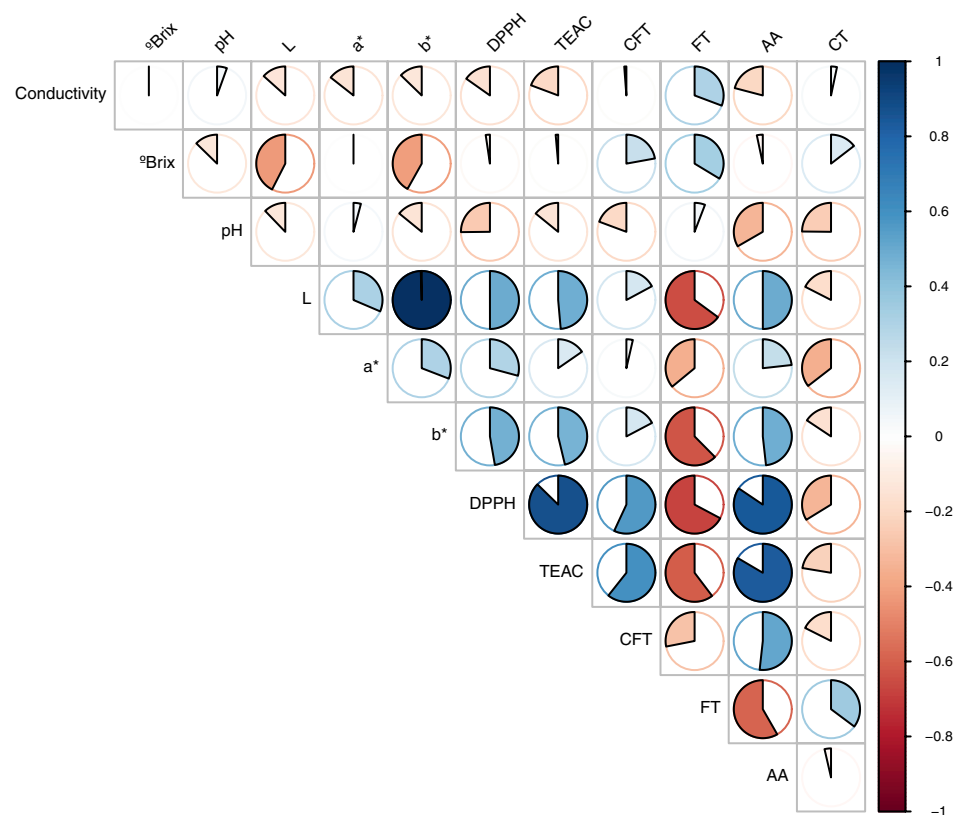 ºBrix pH L a* b* DPPH TEAC CFT FT AA CT
Conductivity
ºBrix
pH
L
a*
b*
DPPH
TEAC
CFT
FT
AA
1
0.8
0.6
0.4
0.2
0
−0.2
−0.4
−0.6
−0.8
−1